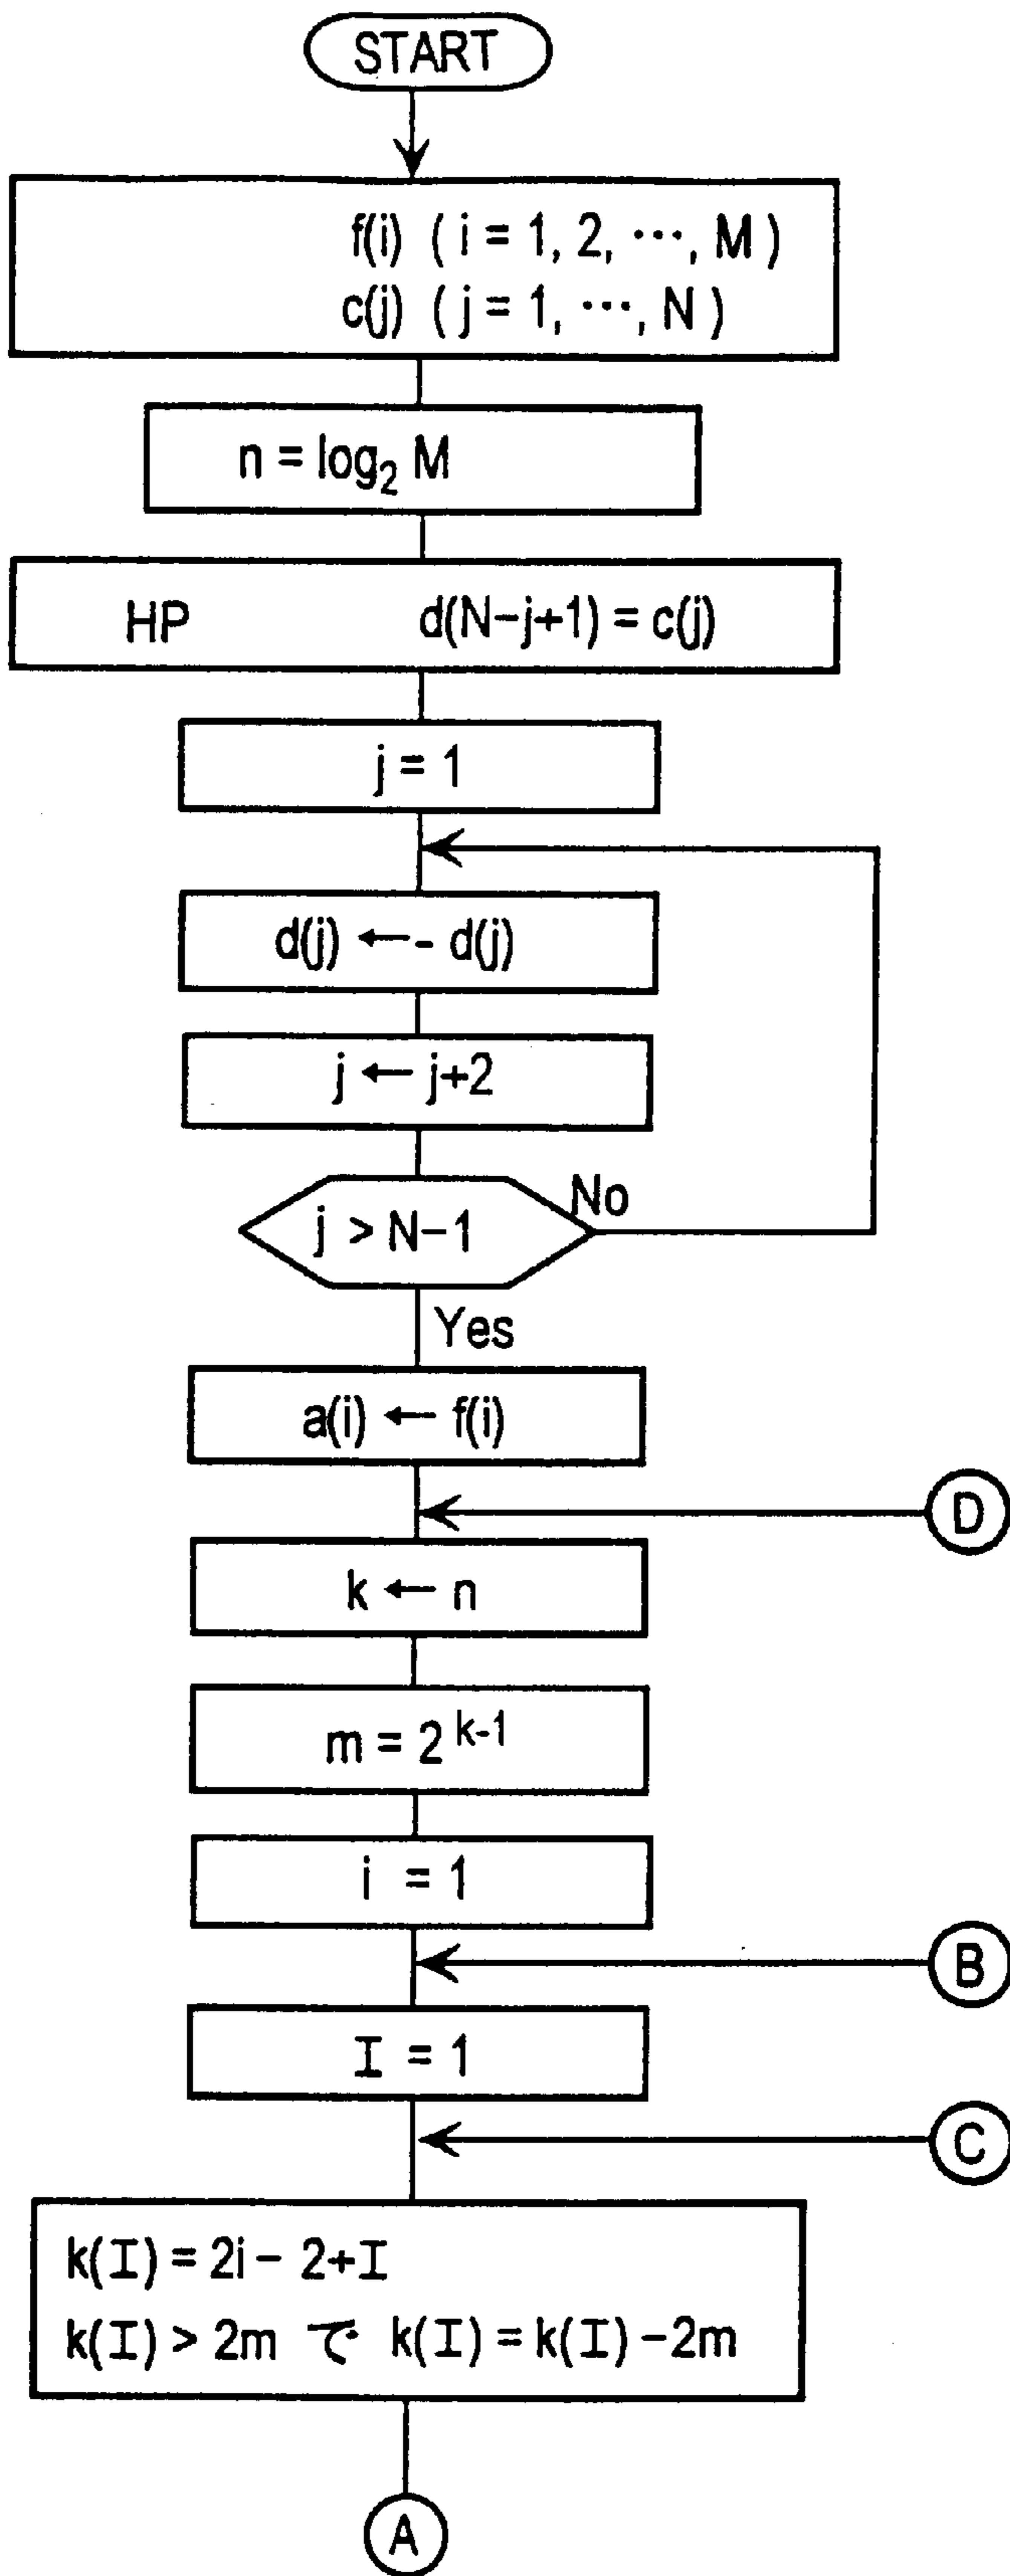 START
f(i) ( i = 1, 2, ⋯, M )
c(j) ( j = 1, ⋯, N )
n = log₂ M
HP d(N−j+1) = c(j)
j = 1
d(j) ← - d(j)
j ← j+2
j > N−1
No
Yes
a(i) ← f(i)
D
k ← n
m = 2^{k-1}
i = 1
B
I = 1
C
k(I) = 2i − 2+I
k(I) > 2m で k(I) = k(I) −2m
A